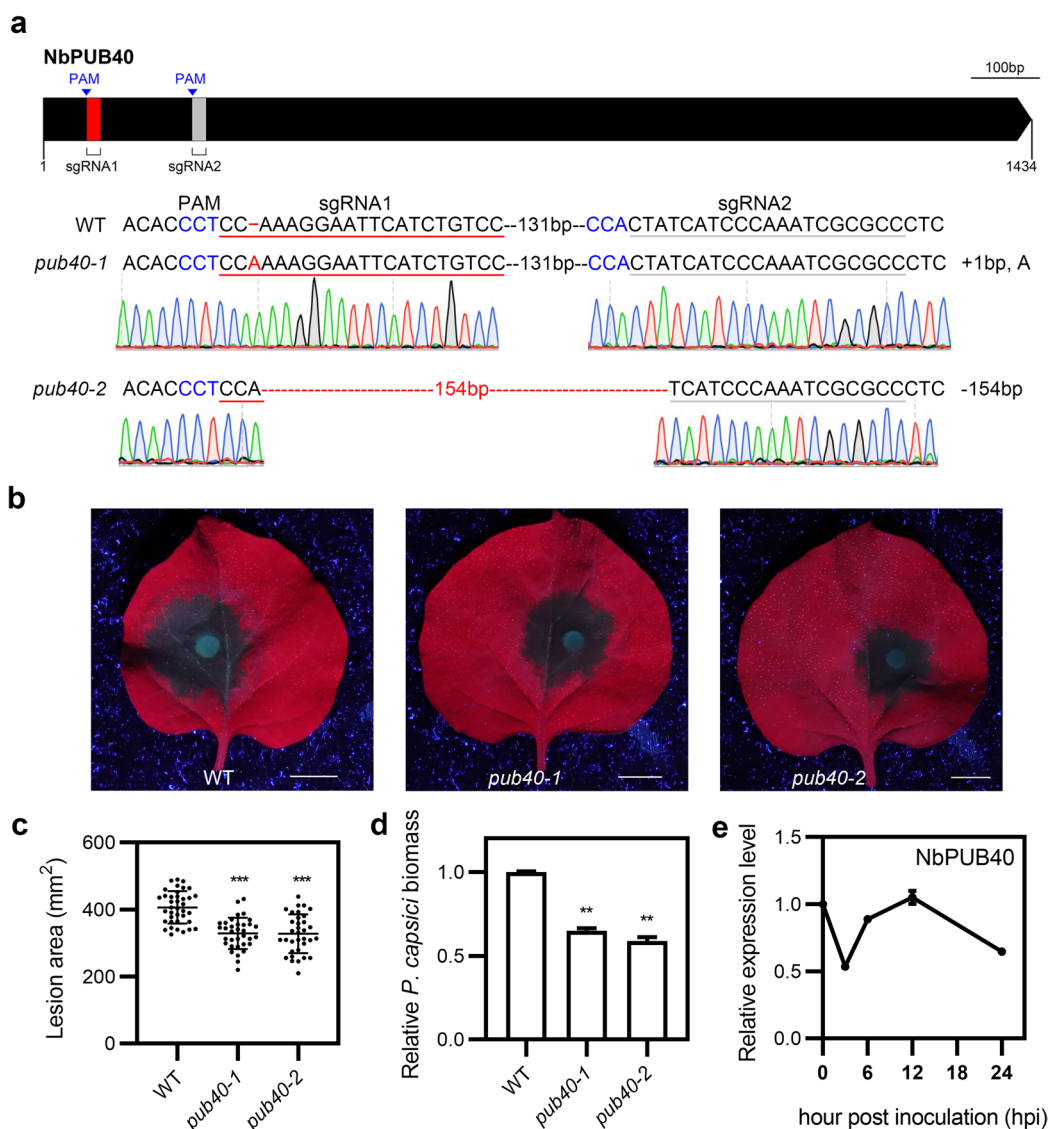 a
NbPUB40
PAM PAM 100bp
1 sgRNA1 sgRNA2 1434
PAM sgRNA1 sgRNA2
WT ACACCCTCC–AAAGGAATTCATCTGTCC--131bp--CCACTATCATCCCAAATCGCGCCCTC
pub40-1 ACACCCTCCAAAAGGAATTCATCTGTCC--131bp--CCACTATCATCCCAAATCGCGCCCTC +1bp, A
pub40-2 ACACCCTCCA-----------------------154bp------------------------TCATCCCAAATCGCGCCCTC -154bp
b
WT pub40-1 pub40-2
c
Lesion area (mm²)
600
400
200
0
*** ***
WT pub40-1 pub40-2
d
Relative P. capsici biomass
1.0
0.5
0.0
** **
WT pub40-1 pub40-2
e
Relative expression level
1.5
1.0
0.5
0.0
NbPUB40
0 6 12 18 24
hour post inoculation (hpi)